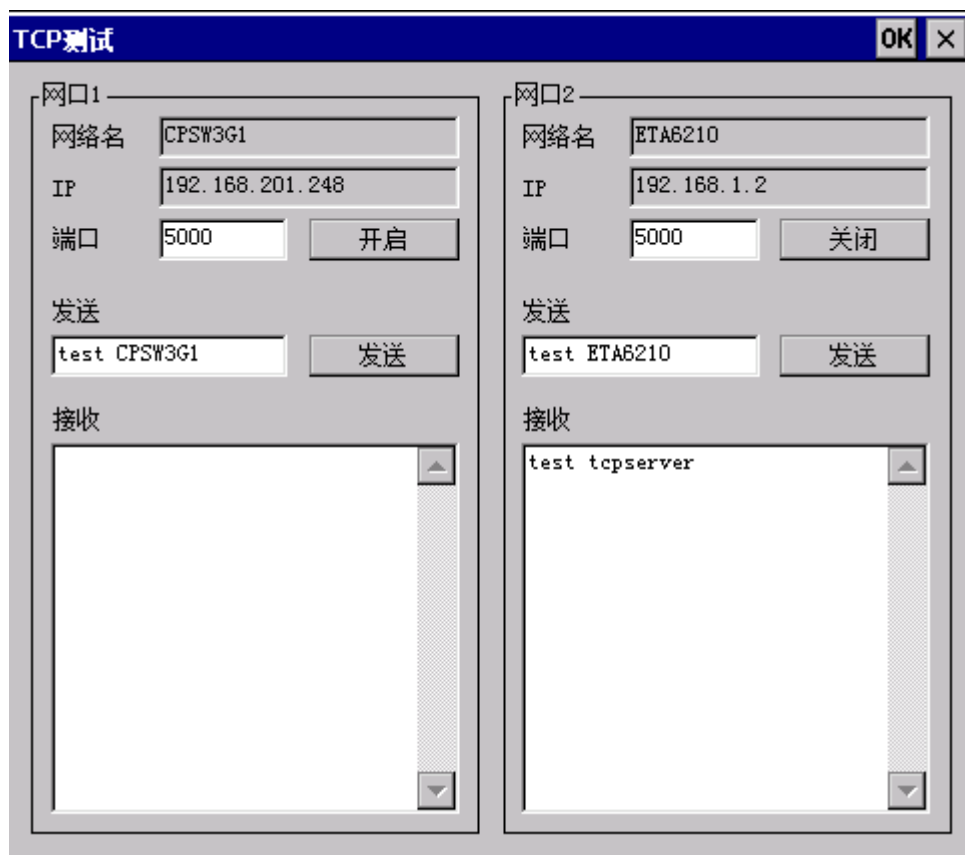 TCP测试 OK ×
网口1
网络名 CPSW3G1
IP 192.168.201.248
端口 5000 开启
发送
test CPSW3G1 发送
接收
网口2
网络名 ETA6210
IP 192.168.1.2
端口 5000 关闭
发送
test ETA6210 发送
接收
test tcpserver